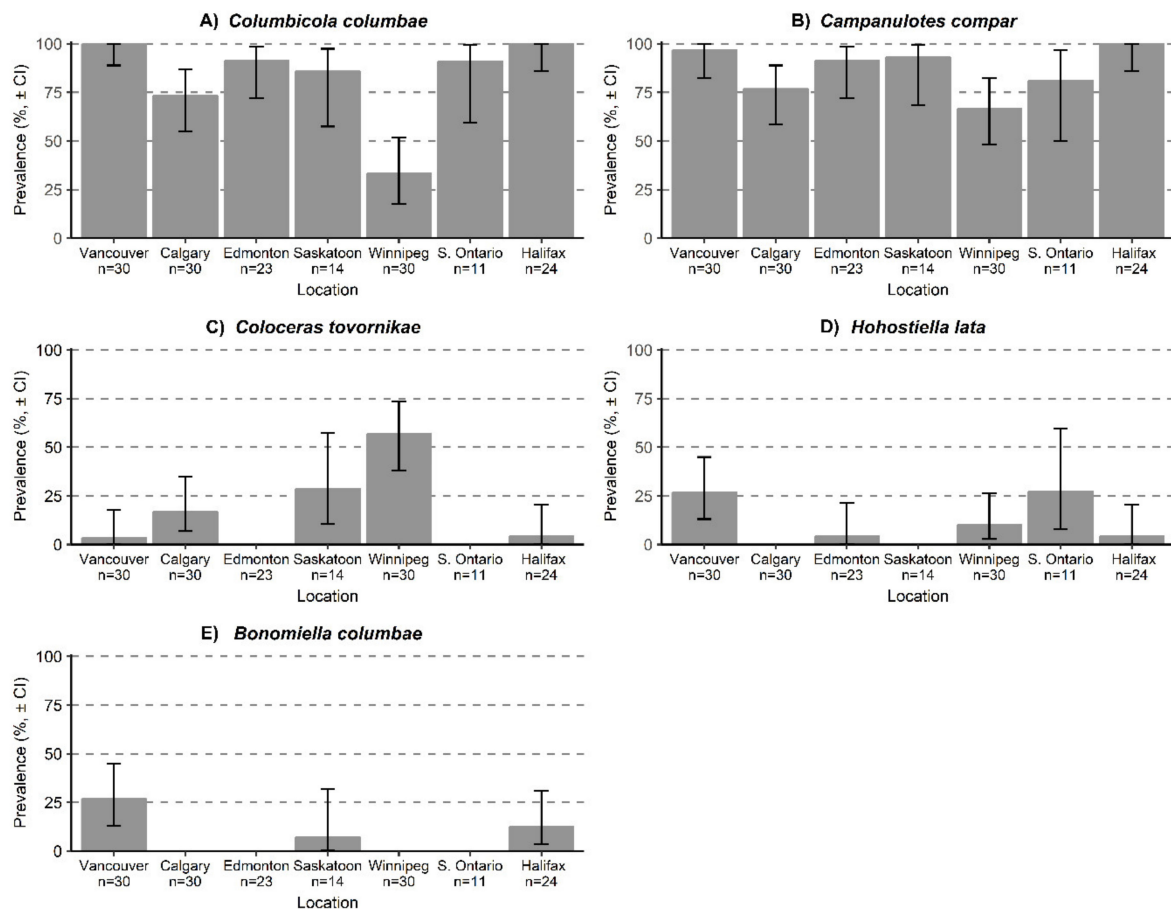 A) Columbicola columbae
Prevalence (%, ± CI)
100
75
50
25
0
Vancouver Calgary Edmonton Saskatoon Winnipeg S. Ontario Halifax
n=30 n=30 n=23 n=14 n=30 n=11 n=24
Location
B) Campanulotes compar
Prevalence (%, ± CI)
100
75
50
25
0
Vancouver Calgary Edmonton Saskatoon Winnipeg S. Ontario Halifax
n=30 n=30 n=23 n=14 n=30 n=11 n=24
Location
C) Coloceras tovornikae
Prevalence (%, ± CI)
100
75
50
25
0
Vancouver Calgary Edmonton Saskatoon Winnipeg S. Ontario Halifax
n=30 n=30 n=23 n=14 n=30 n=11 n=24
Location
D) Hohostiella lata
Prevalence (%, ± CI)
100
75
50
25
0
Vancouver Calgary Edmonton Saskatoon Winnipeg S. Ontario Halifax
n=30 n=30 n=23 n=14 n=30 n=11 n=24
Location
E) Bonomiella columbae
Prevalence (%, ± CI)
100
75
50
25
0
Vancouver Calgary Edmonton Saskatoon Winnipeg S. Ontario Halifax
n=30 n=30 n=23 n=14 n=30 n=11 n=24
Location